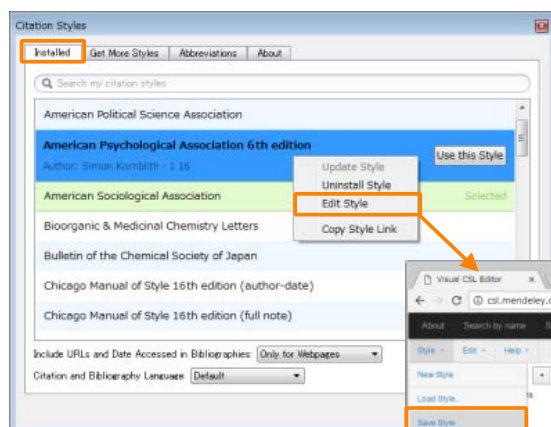 Citation Styles
Installed Get More Styles Abbreviations About
Search my citation styles
American Political Science Association
American Psychological Association 6th edition
Author: Simon Kornblith - 1.16
Use this Style
American Sociological Association
Selected
Bioorganic & Medicinal Chemistry Letters
Bulletin of the Chemical Society of Japan
Chicago Manual of Style 16th edition (author-date)
Chicago Manual of Style 16th edition (full note)
Update Style
Uninstall Style
Edit Style
Copy Style Link
Include URLs and Date Accessed in Bibliographies: Only for Webpages
Citation and Bibliography Language: Default
Visual CSL Editor
csl.mendeley.c
About Search by name S
Style Edit Help
New Style
Load Style..
Save Style